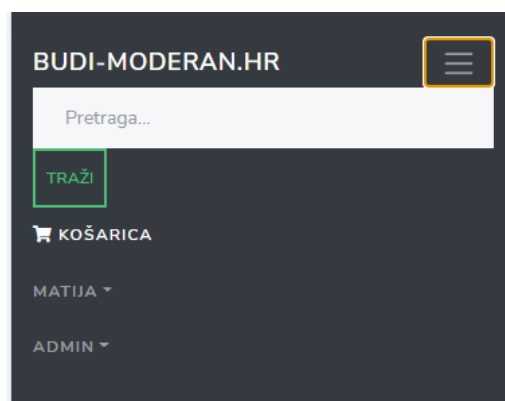 BUDI-MODERAN.HR
Pretraga...
TRAŽI
KOŠARICA
MATIJA
ADMIN